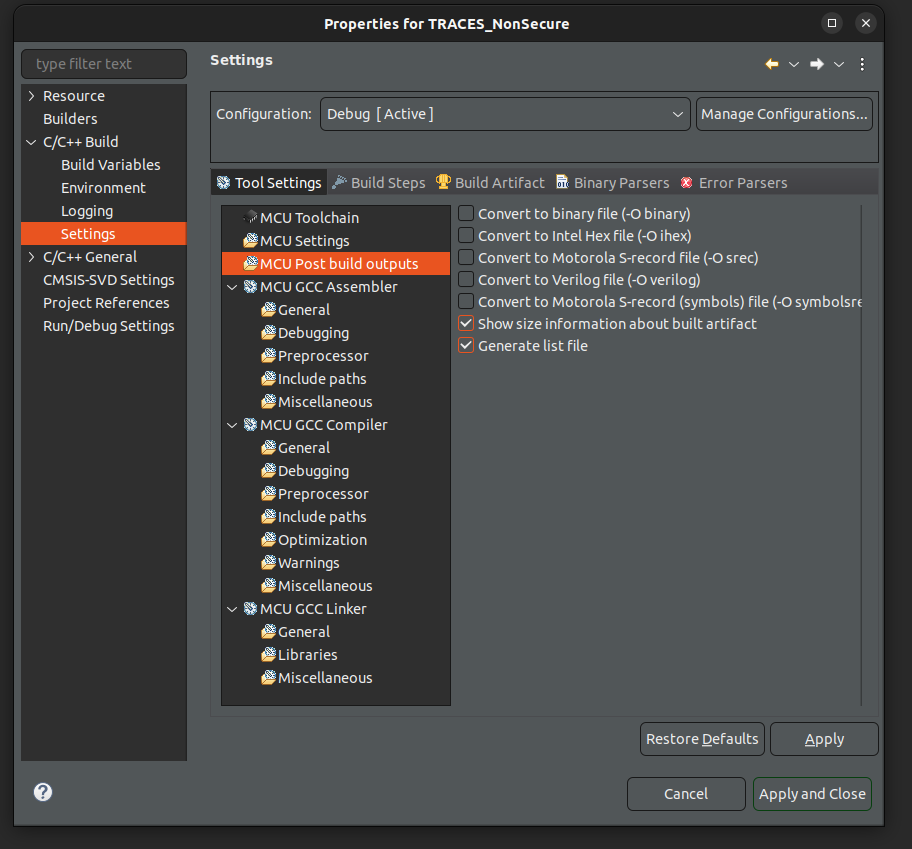 Properties for TRACES_NonSecure
type filter text
Resource
Builders
C/C++ Build
Build Variables
Environment
Logging
Settings
C/C++ General
CMSIS-SVD Settings
Project References
Run/Debug Settings
Settings
Configuration: Debug [ Active ] Manage Configurations...
Tool Settings Build Steps Build Artifact Binary Parsers Error Parsers
MCU Toolchain
MCU Settings
MCU Post build outputs
MCU GCC Assembler
General
Debugging
Preprocessor
Include paths
Miscellaneous
MCU GCC Compiler
General
Debugging
Preprocessor
Include paths
Optimization
Warnings
Miscellaneous
MCU GCC Linker
General
Libraries
Miscellaneous
Convert to binary file (-O binary)
Convert to Intel Hex file (-O ihex)
Convert to Motorola S-record file (-O srec)
Convert to Verilog file (-O verilog)
Convert to Motorola S-record (symbols) file (-O symbolsre
Show size information about built artifact
Generate list file
Restore Defaults Apply
? Cancel Apply and Close